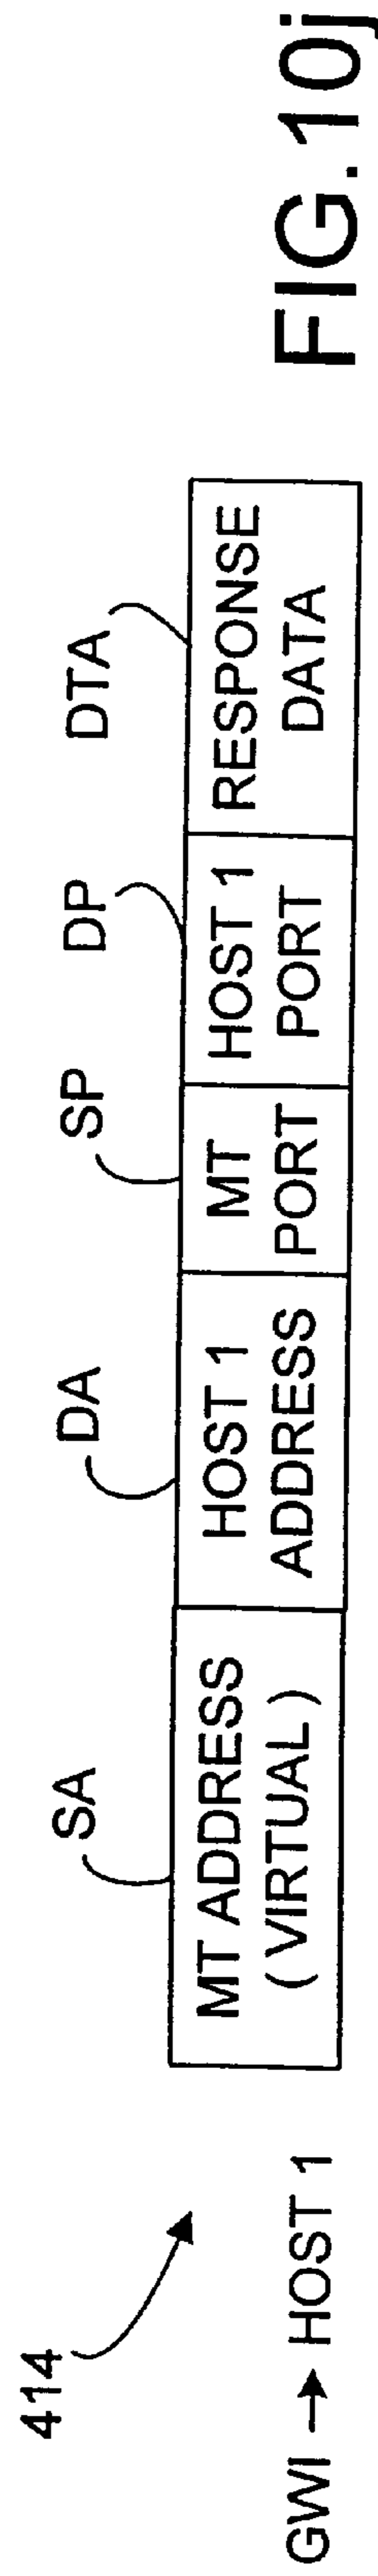 414
GWI → HOST 1
SA
DA
SP
DP
DTA
MT ADDRESS
(VIRTUAL)
HOST 1
ADDRESS
MT
PORT
HOST 1
PORT
RESPONSE
DATA
FIG. 10j